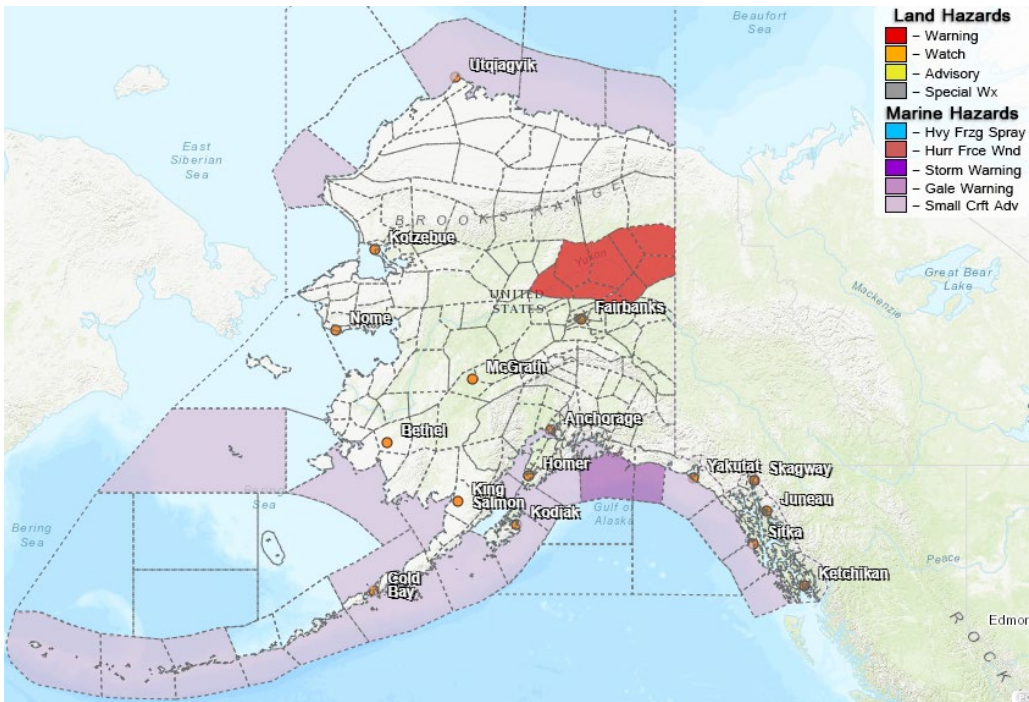 Beaufort
Sea
Land Hazards
– Warning
– Watch
– Advisory
– Special Wx
Marine Hazards
– Hvy Frzg Spray
– Hurr Frce Wnd
– Storm Warning
– Gale Warning
– Small Crft Adv
Utqiagvik
East
Siberian
Sea
BROOKS RANGE
Kotzebue
Yukon
Great Bear
Lake
Mackenzie
UNITED
STATES
Fairbanks
Nome
McGrath
Anchorage
Bethel
Homer
Yakutat
Skagway
King
Salmon
Juneau
Kodiak
Gulf of
Alaska
Sitka
Bering
Sea
Peace
Cold
Bay
Ketchikan
Edmon
ROCK